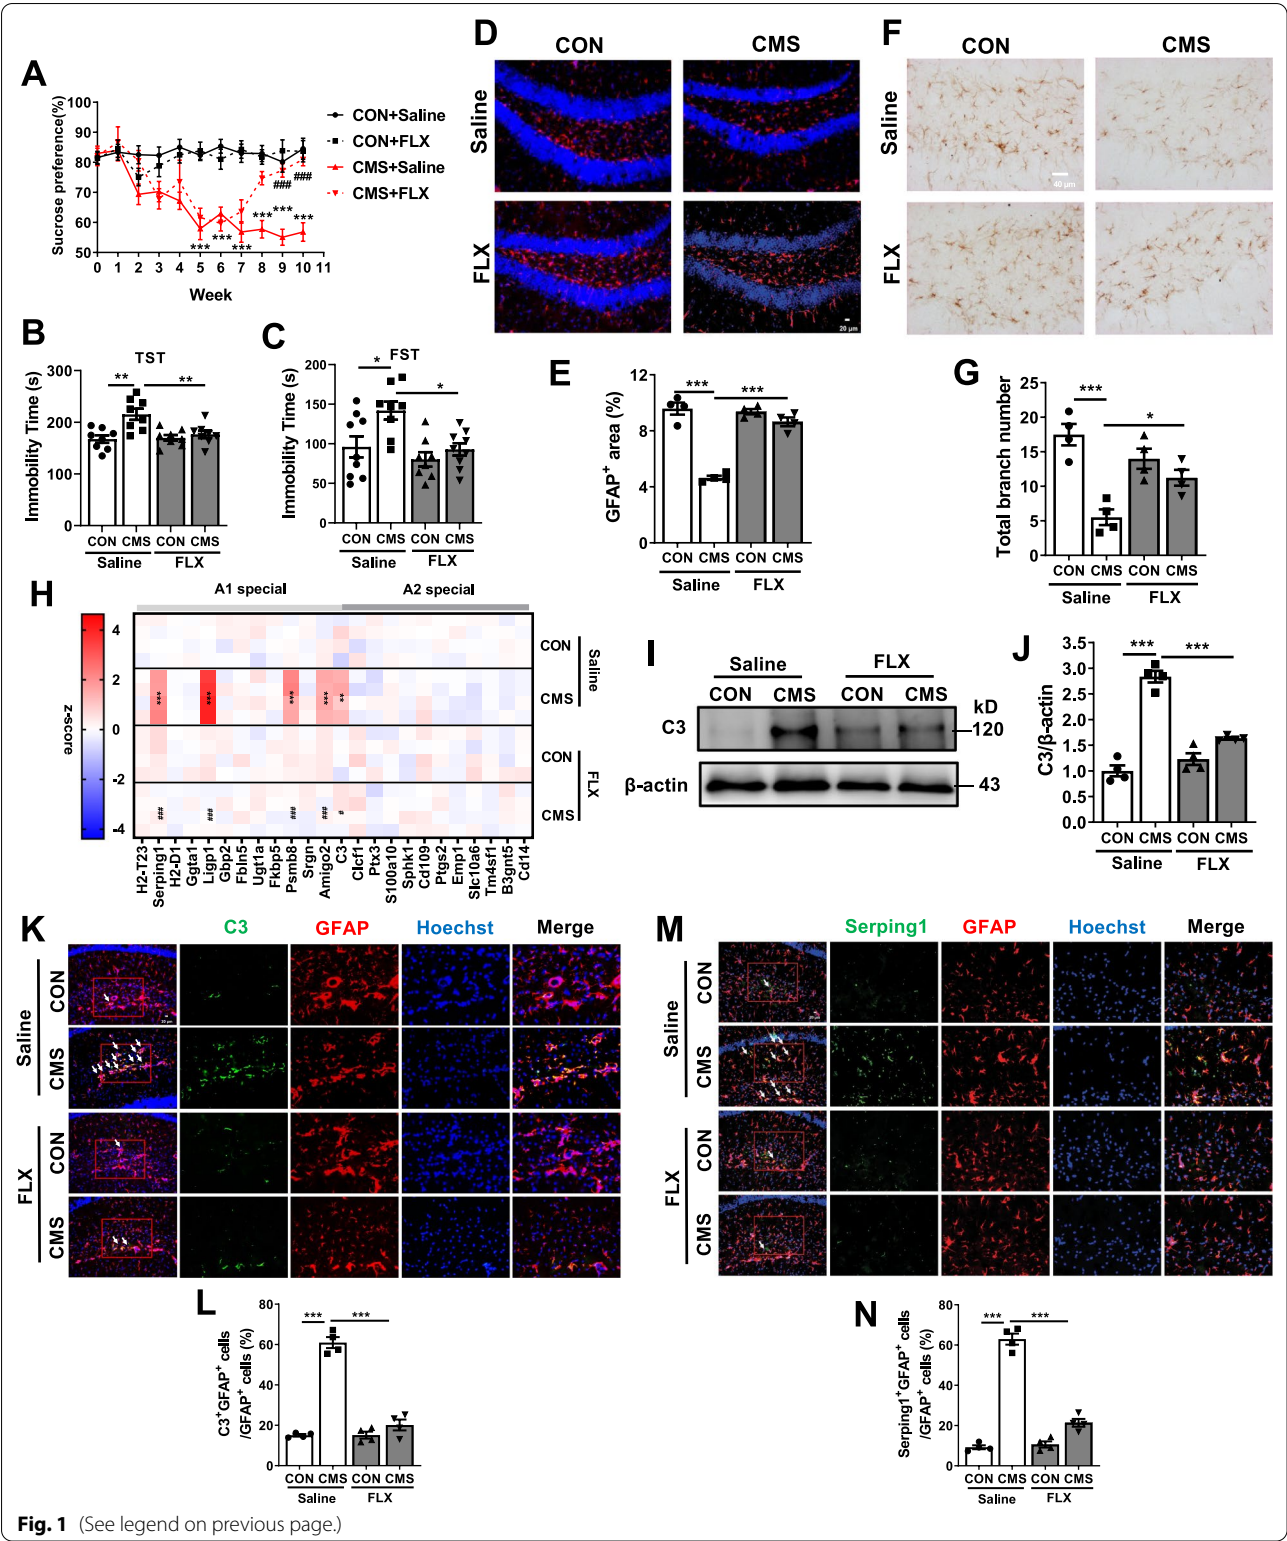 A
Sucrose preference(%)
100
90
80
70
60
50
0 1 2 3 4 5 6 7 8 9 10 11
Week
CON+Saline
CON+FLX
CMS+Saline
CMS+FLX
### ###
*** *** *** *** *** ***
B
TST
Immobility Time (s)
300
200
100
0
** **
CON CMS CON CMS
Saline FLX
C
FST
Immobility Time (s)
200
150
100
50
0
* *
CON CMS CON CMS
Saline FLX
D
CON CMS
Saline
FLX
20 μm
E
GFAP+ area (%)
12
8
4
0
*** ***
CON CMS CON CMS
Saline FLX
F
CON CMS
Saline
FLX
40 μm
G
Total branch number
25
20
15
10
5
0
*** *
CON CMS CON CMS
Saline FLX
H
A1 special A2 special
z-score
4
2
0
-2
-4
CON
CMS
Saline
CON
CMS
FLX
*** *** *** *** **
### ### ### ### #
H2-T23 Serping1 H2-D1 Ggta1 Ligp1 Gbp2 Fbln5 Ugt1a Fkbp5 Psmb8 Srgn Amigo2 C3 Clcf1 Ptx3 S100a10 Sphk1 Cd109 Ptgs2 Emp1 Slc10a6 Tm4sf1 B3gnt5 Cd14
I
Saline FLX
CON CMS CON CMS kD
C3 120
β-actin 43
J
C3/β-actin
3.5
3.0
2.5
2.0
1.5
1.0
0.5
0.0
*** ***
CON CMS CON CMS
Saline FLX
K
C3 GFAP Hoechst Merge
Saline
CON
CMS
FLX
CON
CMS
L
C3+GFAP+ cells
/GFAP+ cells (%)
80
60
40
20
0
*** ***
CON CMS CON CMS
Saline FLX
M
Serping1 GFAP Hoechst Merge
Saline
CON
CMS
FLX
CON
CMS
N
Serping1+GFAP+ cells
/GFAP+ cells (%)
80
60
40
20
0
*** ***
CON CMS CON CMS
Saline FLX
Fig. 1 (See legend on previous page.)